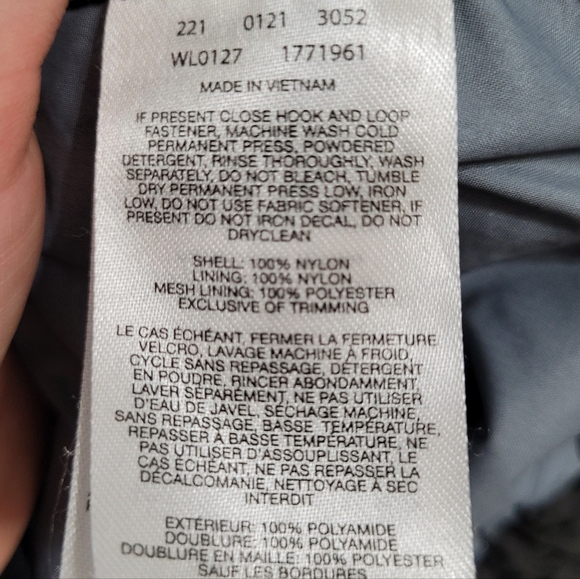 221 0121 3052
WL0127 1771961
MADE IN VIETNAM
IF PRESENT CLOSE HOOK AND LOOP
FASTENER, MACHINE WASH COLD
PERMANENT PRESS, POWDERED
DETERGENT, RINSE THOROUGHLY, WASH
SEPARATELY, DO NOT BLEACH, TUMBLE
DRY PERMANENT PRESS LOW, IRON
LOW, DO NOT USE FABRIC SOFTENER, IF
PRESENT DO NOT IRON DECAL, DO NOT
DRYCLEAN
SHELL: 100% NYLON
LINING: 100% NYLON
MESH LINING: 100% POLYESTER
EXCLUSIVE OF TRIMMING
LE CAS ÉCHÉANT, FERMER LA FERMETURE
VELCRO, LAVAGE MACHINE À FROID,
CYCLE SANS REPASSAGE, DÉTERGENT
EN POUDRE, RINCER ABONDAMMENT,
LAVER SÉPARÉMENT, NE PAS UTILISER
D'EAU DE JAVEL, SÉCHAGE MACHINE,
SANS REPASSAGE, BASSE TEMPÉRATURE,
REPASSER À BASSE TEMPÉRATURE, NE
PAS UTILISER D'ASSOUPLISSANT, LE
CAS ÉCHÉANT, NE PAS REPASSER LA
DÉCALCOMANIE, NETTOYAGE À SEC
INTERDIT
EXTÉRIEUR: 100% POLYAMIDE
DOUBLURE: 100% POLYAMIDE
DOUBLURE EN MAILLE: 100% POLYESTER
SAUF LES BORDURES